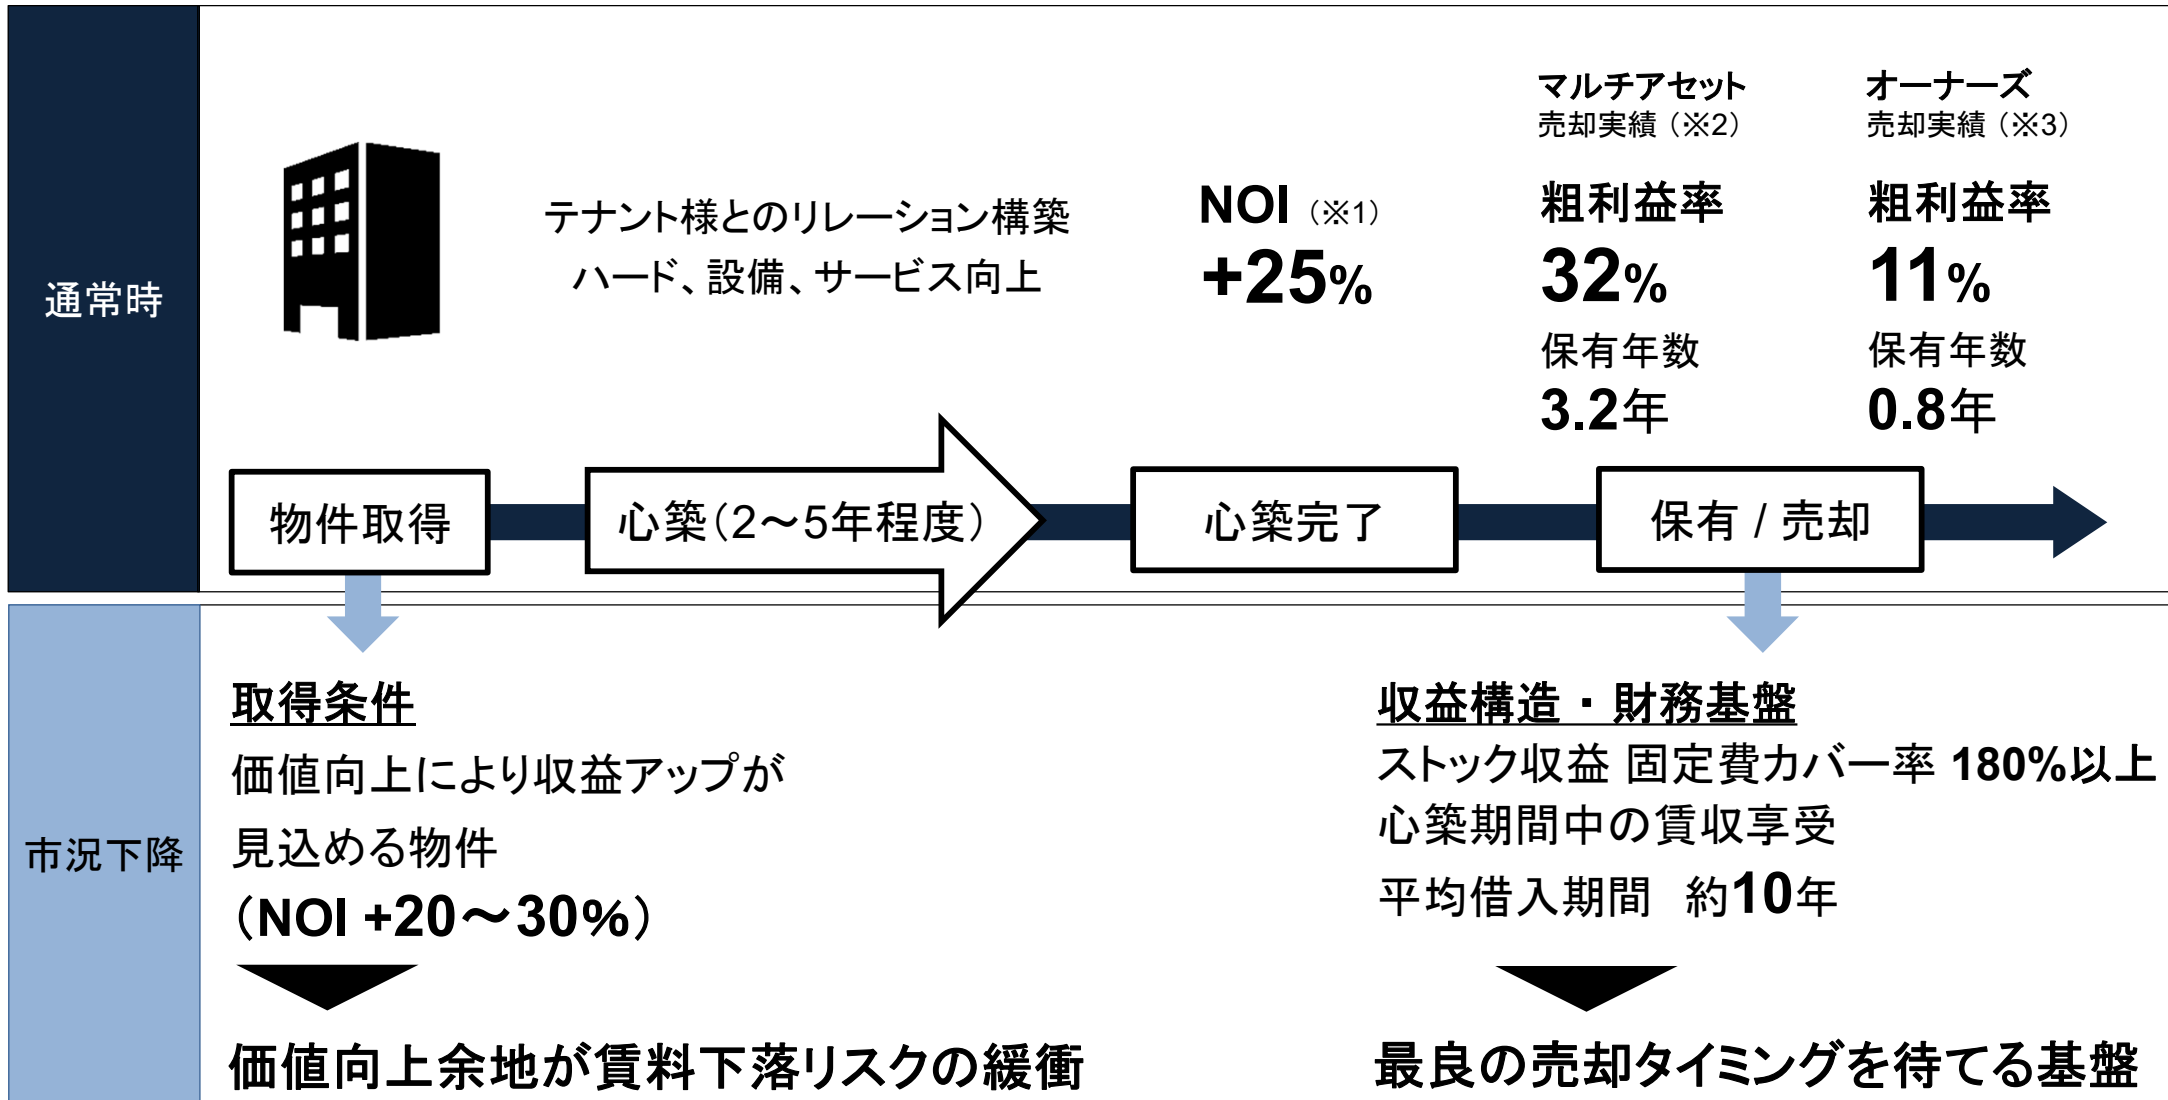 通常時
テナント様とのリレーション構築
ハード、設備、サービス向上
NOI（※1）
+25%
マルチアセット
売却実績（※2）
粗利益率
32%
保有年数
3.2年
オーナーズ
売却実績（※3）
粗利益率
11%
保有年数
0.8年
物件取得
心築（2～5年程度）
心築完了
保有 / 売却
市況下降
取得条件
価値向上により収益アップが
見込める物件
（NOI +20～30%）
価値向上余地が賃料下落リスクの緩衝
収益構造・財務基盤
ストック収益 固定費カバー率 180%以上
心築期間中の賃収享受
平均借入期間　約10年
最良の売却タイミングを待てる基盤